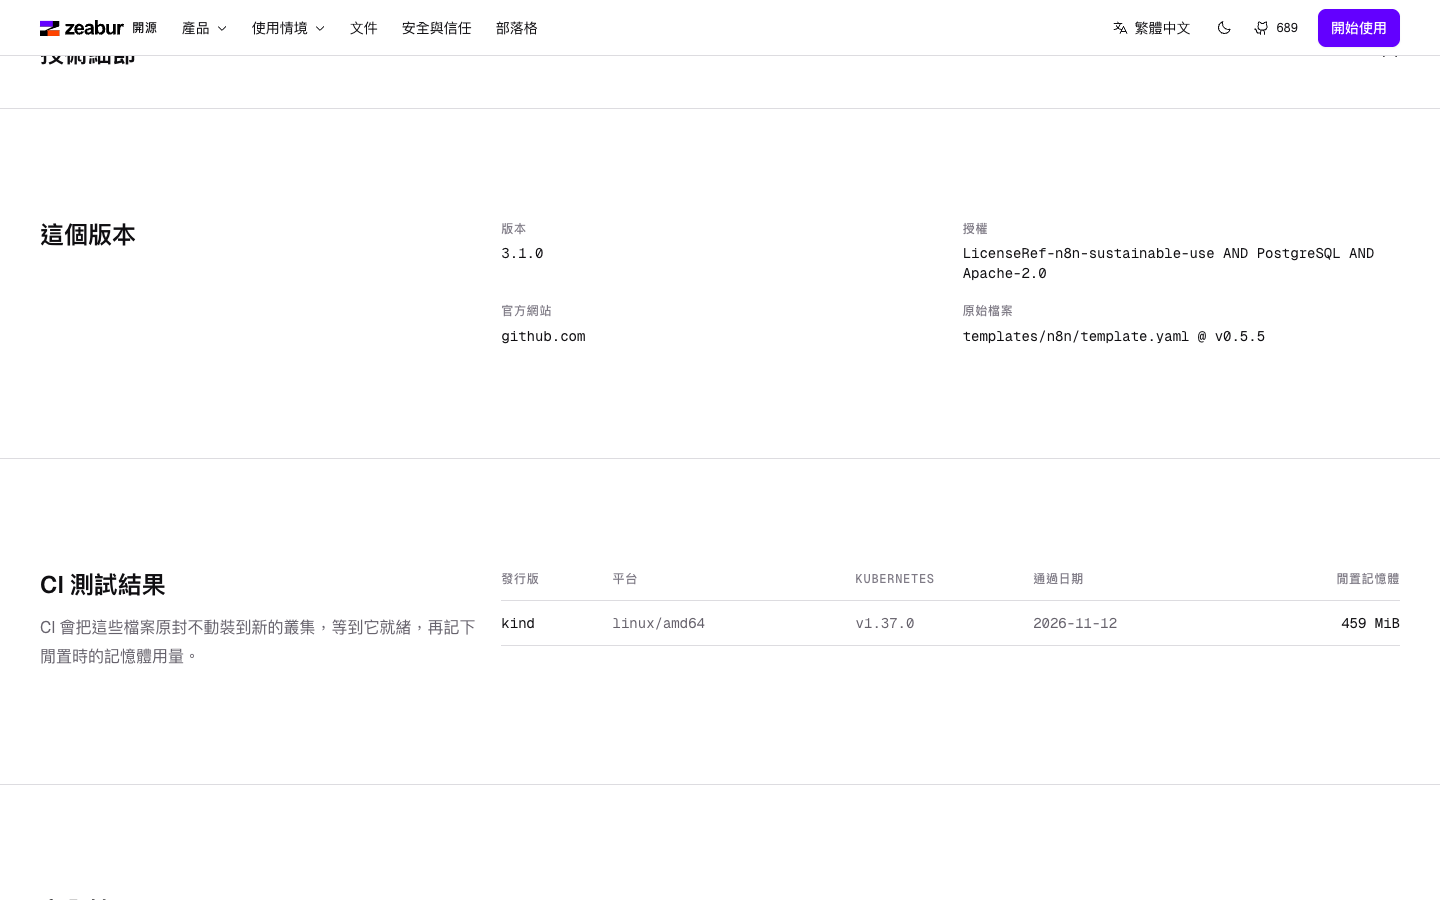 zeabur 開源 產品 使用情境 文件 安全與信任 部落格 繁體中文 689 開始使用
技術細節
這個版本
版本
3.1.0
授權
LicenseRef-n8n-sustainable-use AND PostgreSQL AND
Apache-2.0
官方網站
github.com
原始檔案
templates/n8n/template.yaml @ v0.5.5
CI 測試結果
CI 會把這些檔案原封不動裝到新的叢集，等到它就緒，再記下
閒置時的記憶體用量。
發行版 平台 KUBERNETES 通過日期 閒置記憶體
kind linux/amd64 v1.37.0 2026-11-12 459 MiB